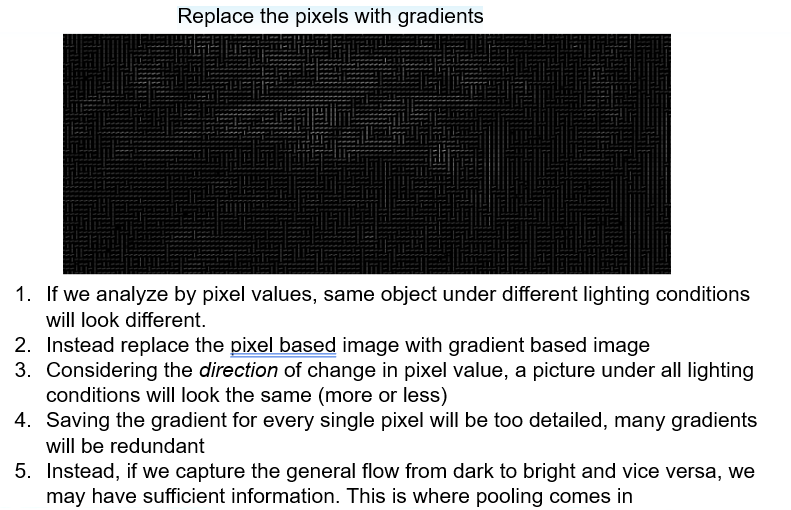 Replace the pixels with gradients
1. If we analyze by pixel values, same object under different lighting conditions
will look different.
2. Instead replace the pixel based image with gradient based image
3. Considering the direction of change in pixel value, a picture under all lighting
conditions will look the same (more or less)
4. Saving the gradient for every single pixel will be too detailed, many gradients
will be redundant
5. Instead, if we capture the general flow from dark to bright and vice versa, we
may have sufficient information. This is where pooling comes in